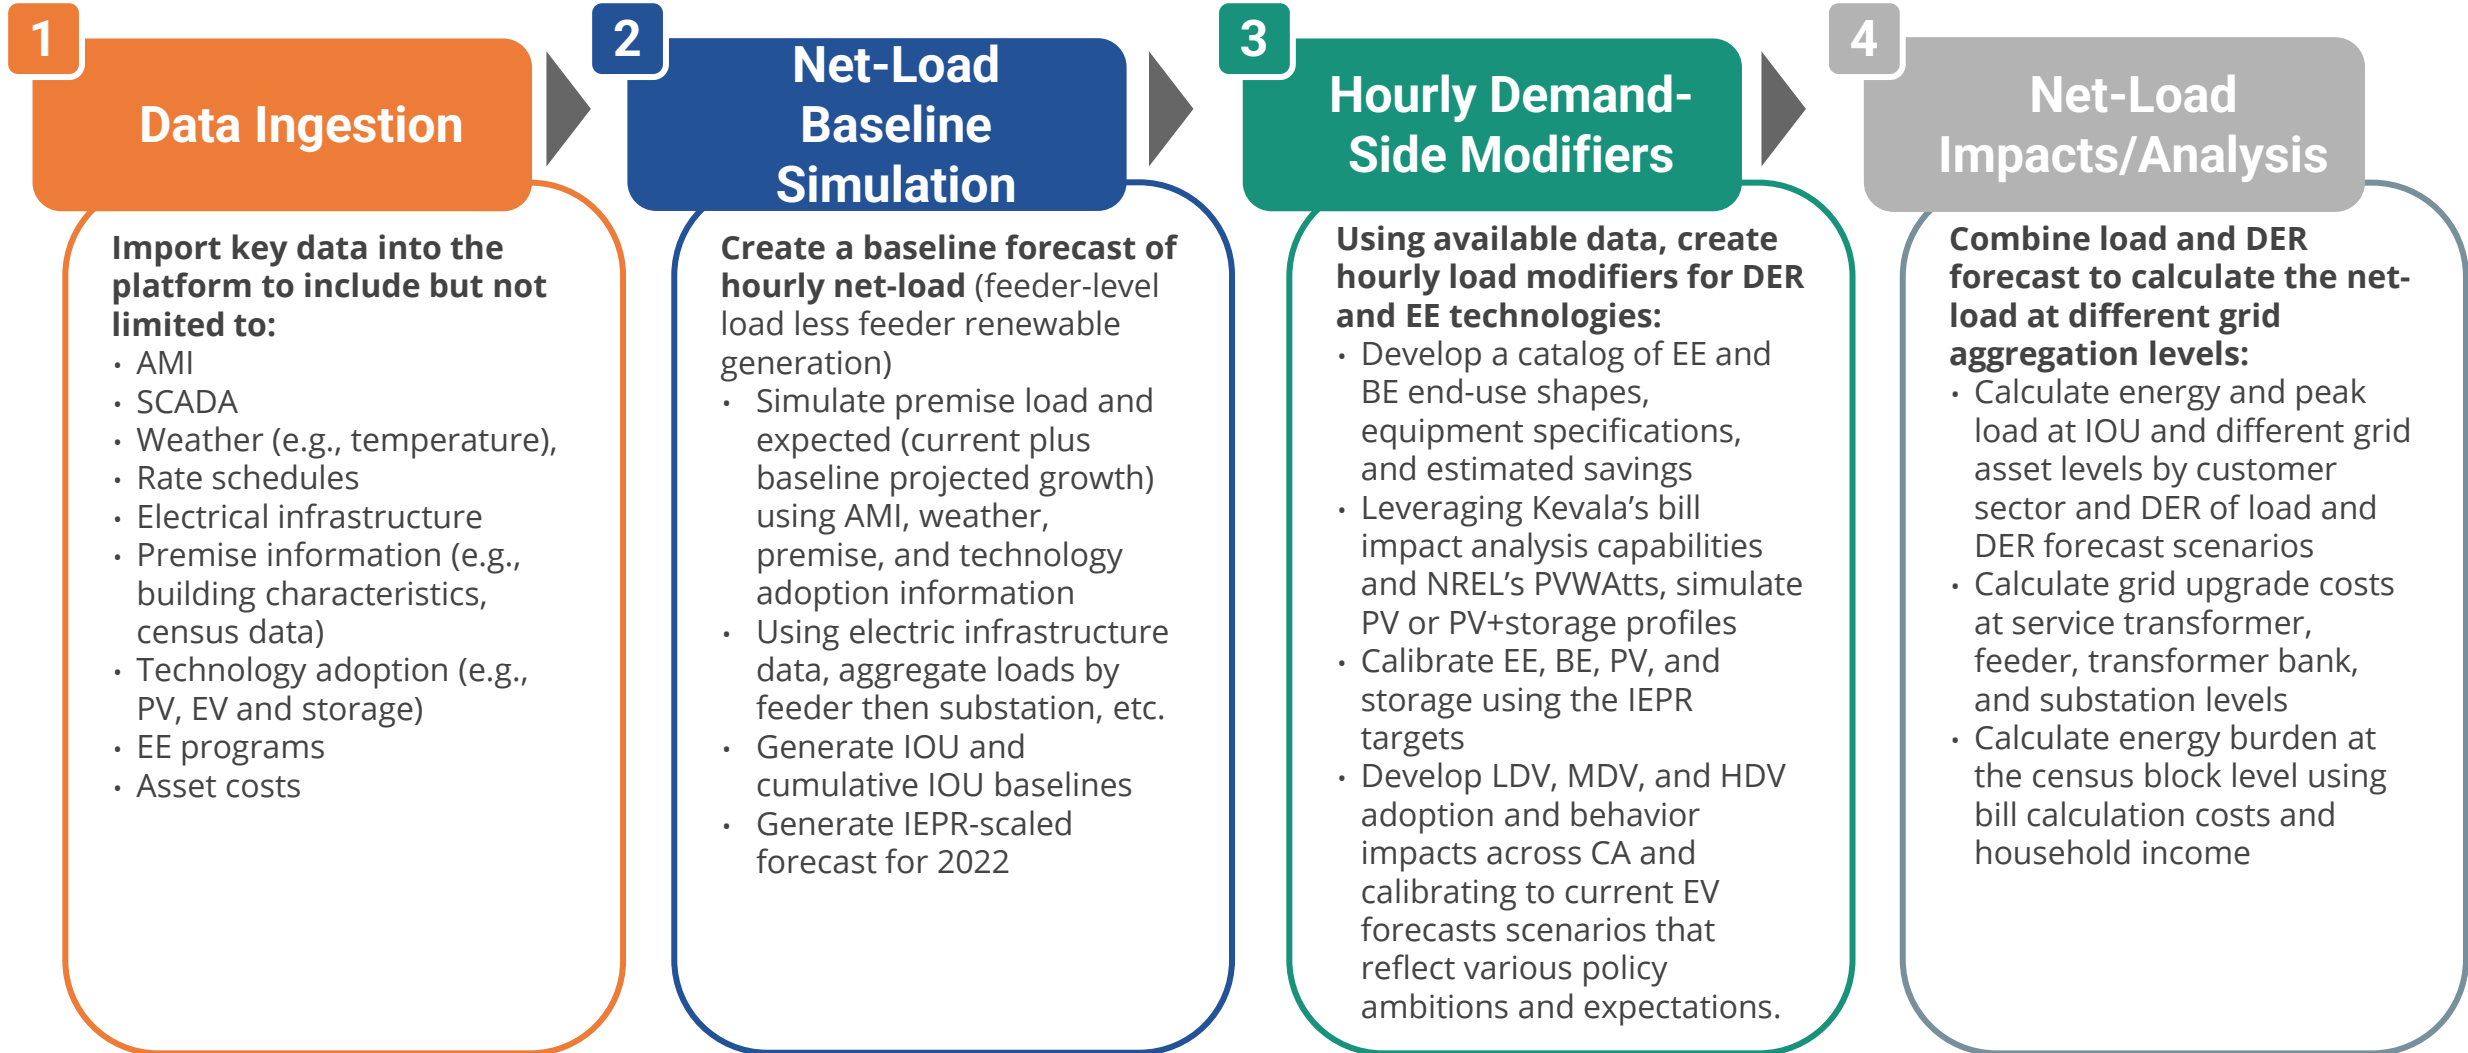 1
Data Ingestion
Import key data into the
platform to include but not
limited to:
· AMI
· SCADA
· Weather (e.g., temperature),
· Rate schedules
· Electrical infrastructure
· Premise information (e.g.,
building characteristics,
census data)
· Technology adoption (e.g.,
PV, EV and storage)
· EE programs
· Asset costs
2
Net-Load
Baseline
Simulation
Create a baseline forecast of
hourly net-load (feeder-level
load less feeder renewable
generation)
· Simulate premise load and
expected (current plus
baseline projected growth)
using AMI, weather,
premise, and technology
adoption information
· Using electric infrastructure
data, aggregate loads by
feeder then substation, etc.
· Generate IOU and
cumulative IOU baselines
· Generate IEPR-scaled
forecast for 2022
3
Hourly Demand-
Side Modifiers
Using available data, create
hourly load modifiers for DER
and EE technologies:
· Develop a catalog of EE and
BE end-use shapes,
equipment specifications,
and estimated savings
· Leveraging Kevala’s bill
impact analysis capabilities
and NREL’s PVWAtts, simulate
PV or PV+storage profiles
· Calibrate EE, BE, PV, and
storage using the IEPR
targets
· Develop LDV, MDV, and HDV
adoption and behavior
impacts across CA and
calibrating to current EV
forecasts scenarios that
reflect various policy
ambitions and expectations.
4
Net-Load
Impacts/Analysis
Combine load and DER
forecast to calculate the net-
load at different grid
aggregation levels:
· Calculate energy and peak
load at IOU and different grid
asset levels by customer
sector and DER of load and
DER forecast scenarios
· Calculate grid upgrade costs
at service transformer,
feeder, transformer bank,
and substation levels
· Calculate energy burden at
the census block level using
bill calculation costs and
household income